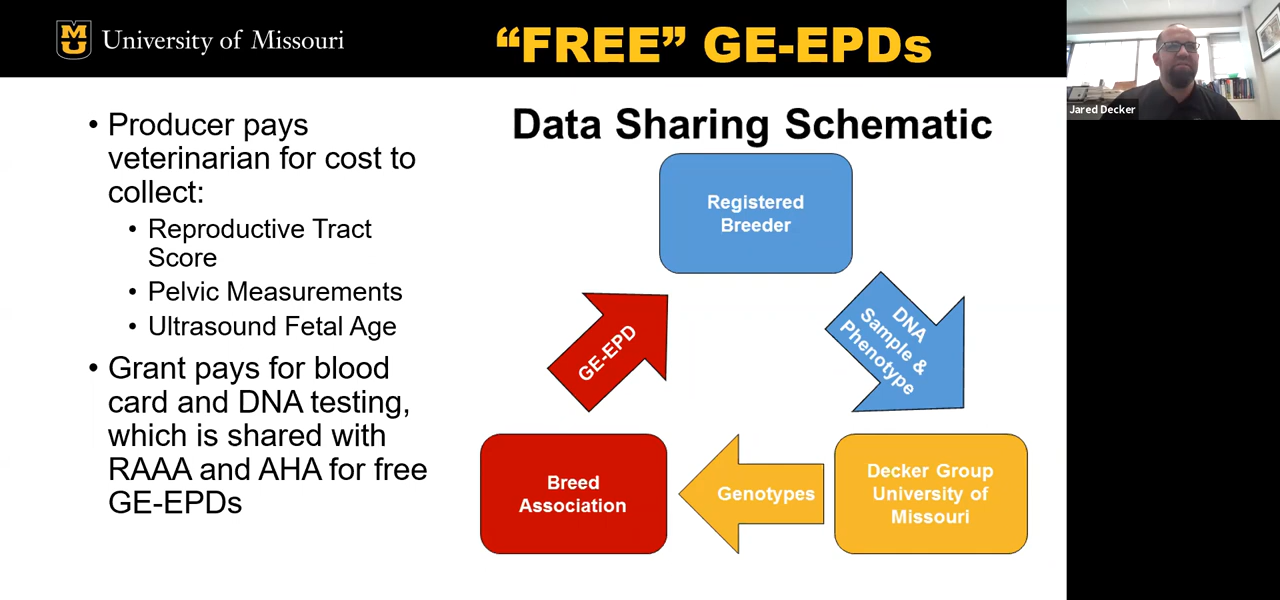 MU
University of Missouri
“FREE” GE-EPDs
Jared Decker
• Producer pays
veterinarian for cost to
collect:
• Reproductive Tract
Score
• Pelvic Measurements
• Ultrasound Fetal Age
• Grant pays for blood
card and DNA testing,
which is shared with
RAAA and AHA for free
GE-EPDs
Data Sharing Schematic
Registered
Breeder
DNA
Sample &
Phenotype
Decker Group
University of
Missouri
Genotypes
Breed
Association
GE-EPD